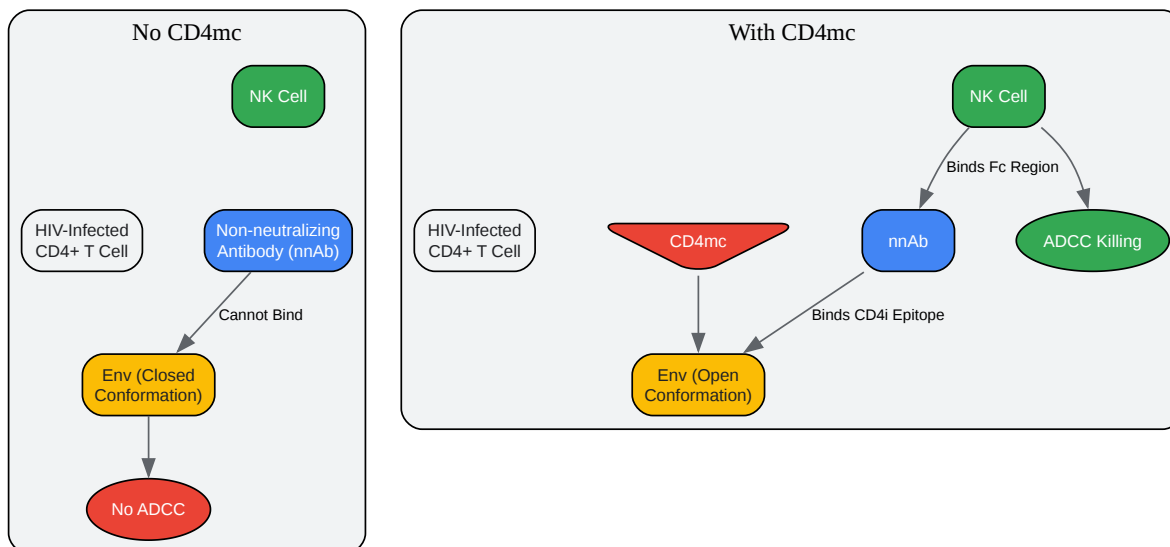 No CD4mc
NK Cell
HIV-Infected
CD4+ T Cell
Non-neutralizing
Antibody (nnAb)
Cannot Bind
Env (Closed
Conformation)
No ADCC
With CD4mc
NK Cell
Binds Fc Region
HIV-Infected
CD4+ T Cell
CD4mc
nnAb
ADCC Killing
Binds CD4i Epitope
Env (Open
Conformation)